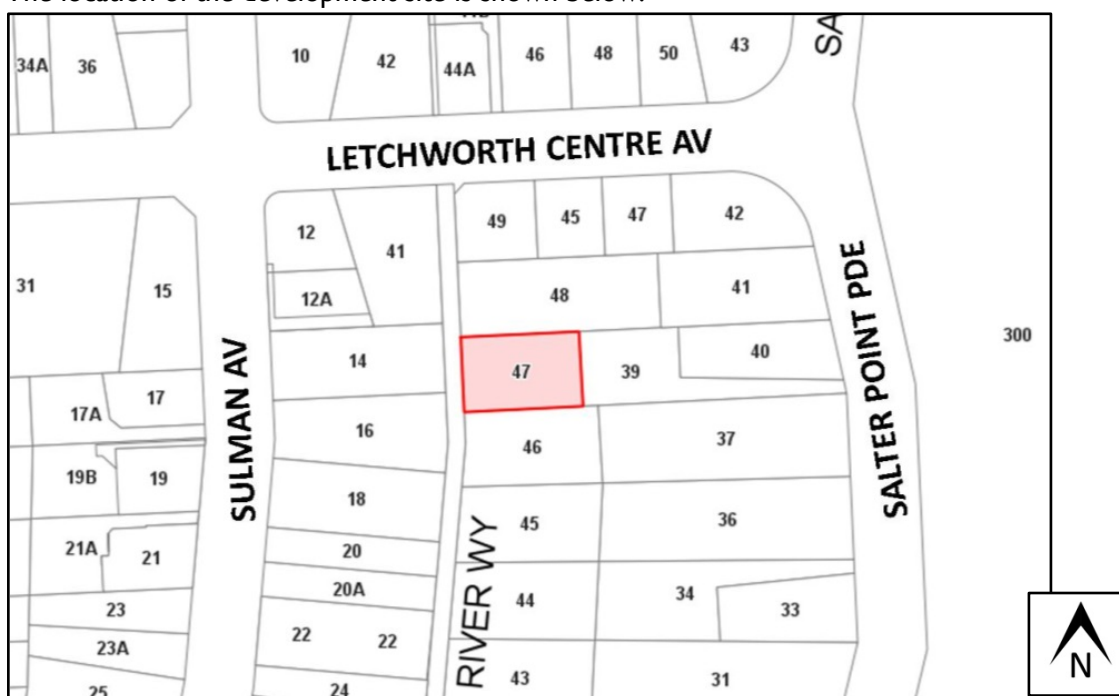 34A 36 10 42 44A 46 48 50 43 SA
LETCHWORTH CENTRE AV
49 45 47 42
12 41
31 15 12A 48 41 300
14 47 39 40
17
17A 16 46 37
19B 19 18
SULMAN AV
SALTER POINT PDE
RIVER WY
21A 21 20 45 36
20A
23 22 22 44 34 33
23A
25 24 43 31
N